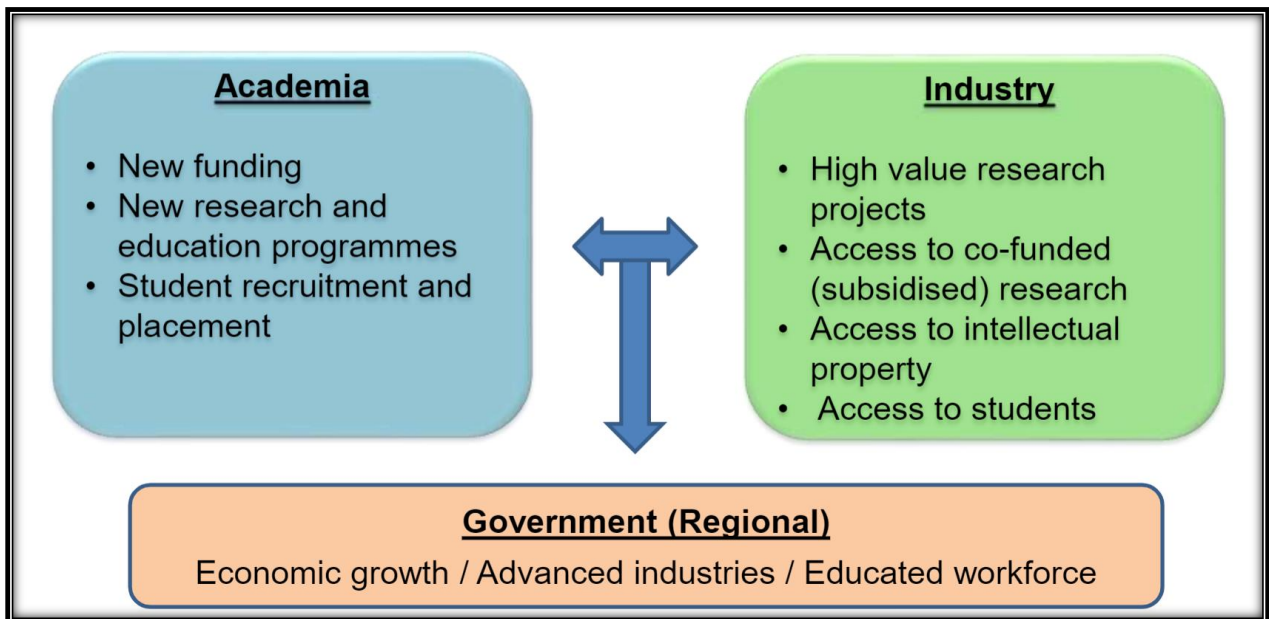 Academia
• New funding
• New research and
education programmes
• Student recruitment and
placement
Industry
• High value research
projects
• Access to co-funded
(subsidised) research
• Access to intellectual
property
• Access to students
Government (Regional)
Economic growth / Advanced industries / Educated workforce